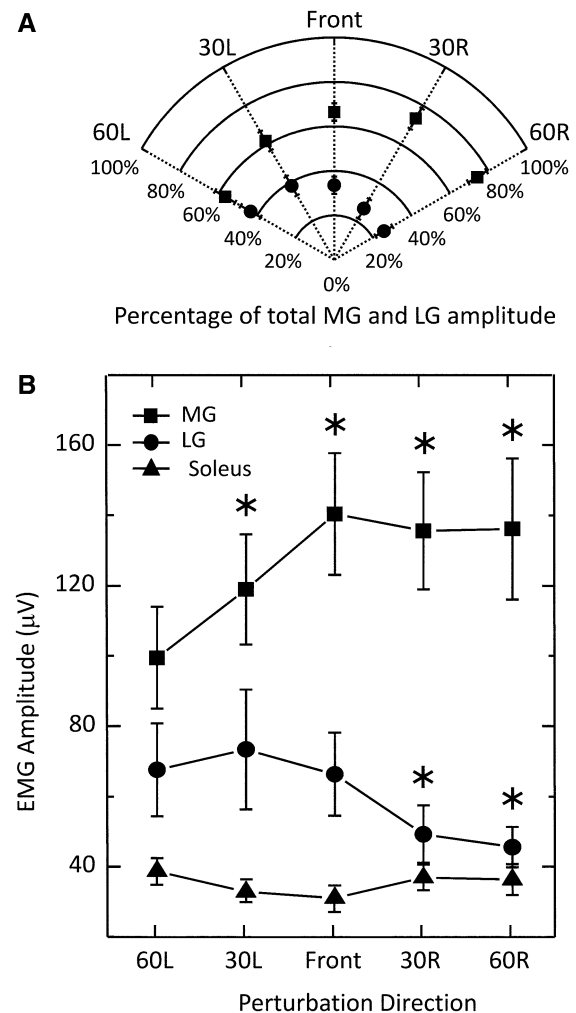 A
Front
30L 30R
60L 60R
100% 100%
80% 80%
60% 60%
40% 40%
20% 20%
0%
Percentage of total MG and LG amplitude
B
MG
LG
Soleus
160
120
80
40
EMG Amplitude (μV)
* * * *
* *
60L 30L Front 30R 60R
Perturbation Direction